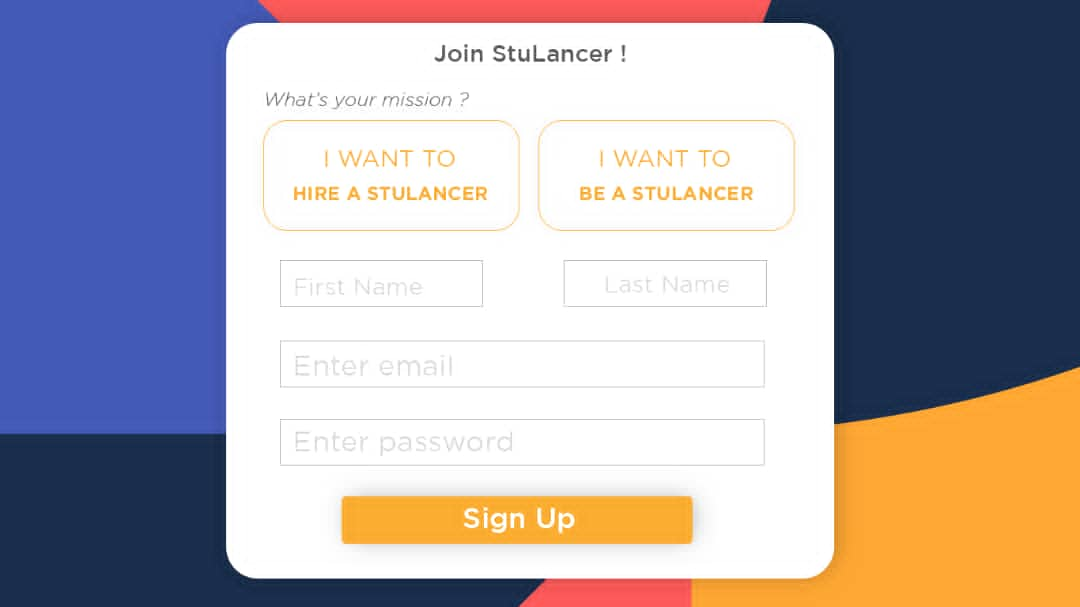 Join StuLancer !
What's your mission ?
I WANT TO
HIRE A STULANCER
I WANT TO
BE A STULANCER
First Name
Last Name
Enter email
Enter password
Sign Up